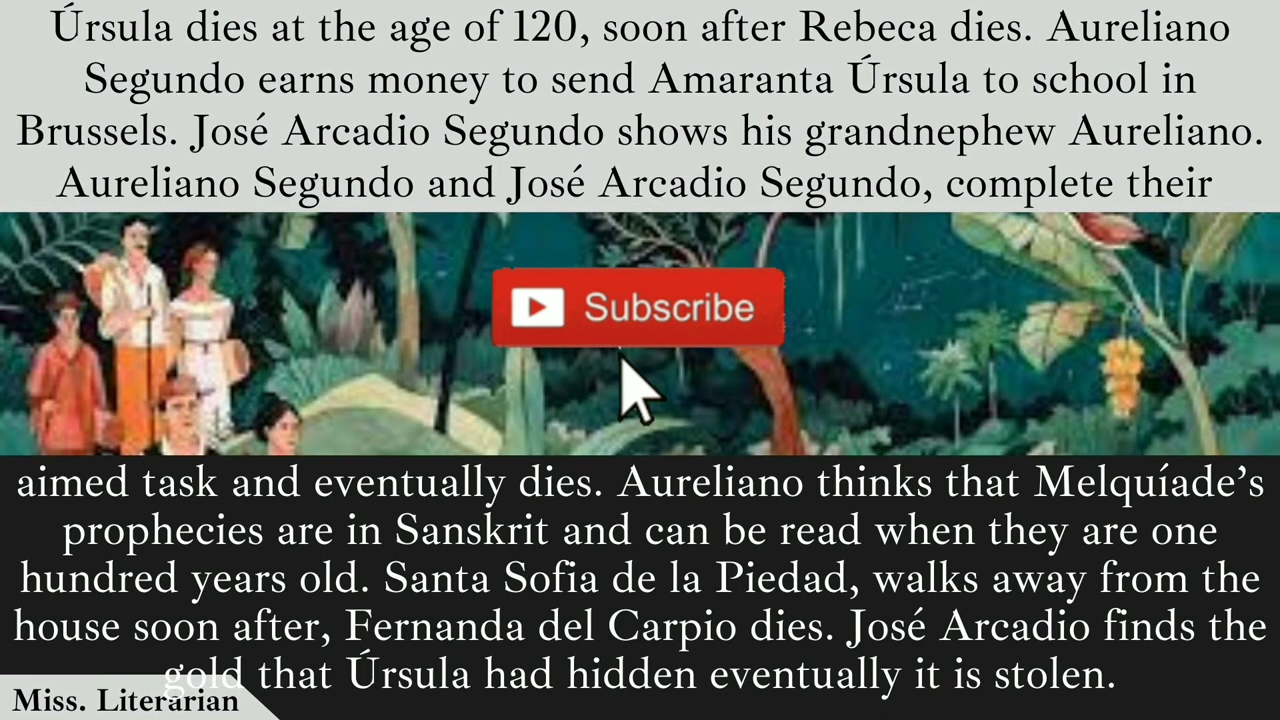 Úrsula dies at the age of 120, soon after Rebeca dies. Aureliano
Segundo earns money to send Amaranta Úrsula to school in
Brussels. José Arcadio Segundo shows his grandnephew Aureliano.
Aureliano Segundo and José Arcadio Segundo, complete their
Subscribe
aimed task and eventually dies. Aureliano thinks that Melquíade’s
prophecies are in Sanskrit and can be read when they are one
hundred years old. Santa Sofia de la Piedad, walks away from the
house soon after, Fernanda del Carpio dies. José Arcadio finds the
gold that Úrsula had hidden eventually it is stolen.
Miss. Literarian